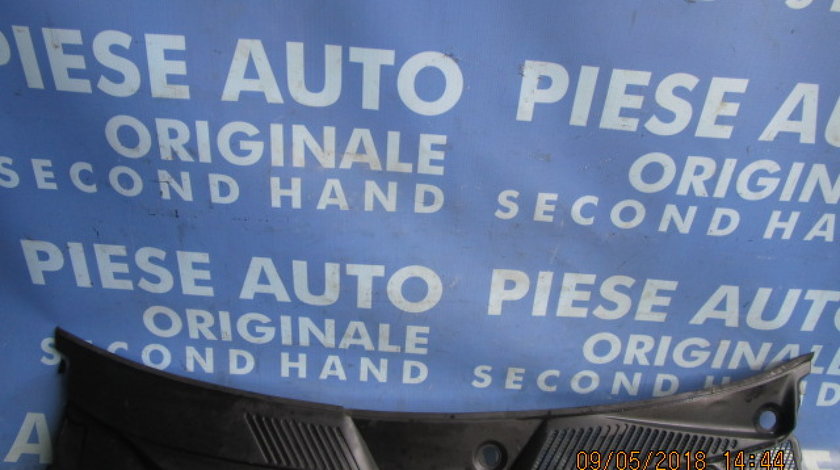 PIESE AUTO
ORIGINALE
SECOND HAND
PIESE A
ORIGIN
SECOND HA
PIESE AUTO
ORIGINALE
SECOND HAND
PIESE AUTO
ORIGINALE
SECOND HAND
09/05/2018 14:44